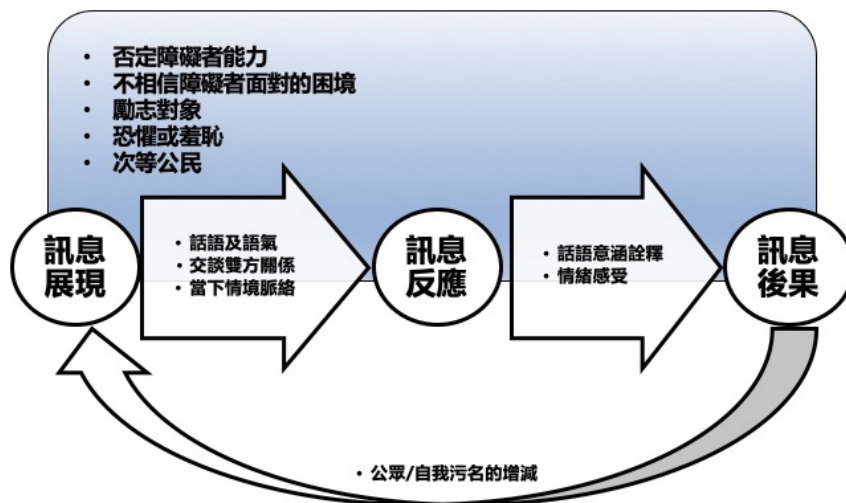 • 否定障礙者能力
• 不相信障礙者面對的困境
• 勵志對象
• 恐懼或羞恥
• 次等公民
訊息
展現
• 話語及語氣
• 交談雙方關係
• 當下情境脈絡
訊息
反應
• 話語意涵詮釋
• 情緒感受
訊息
後果
• 公眾/自我污名的增減